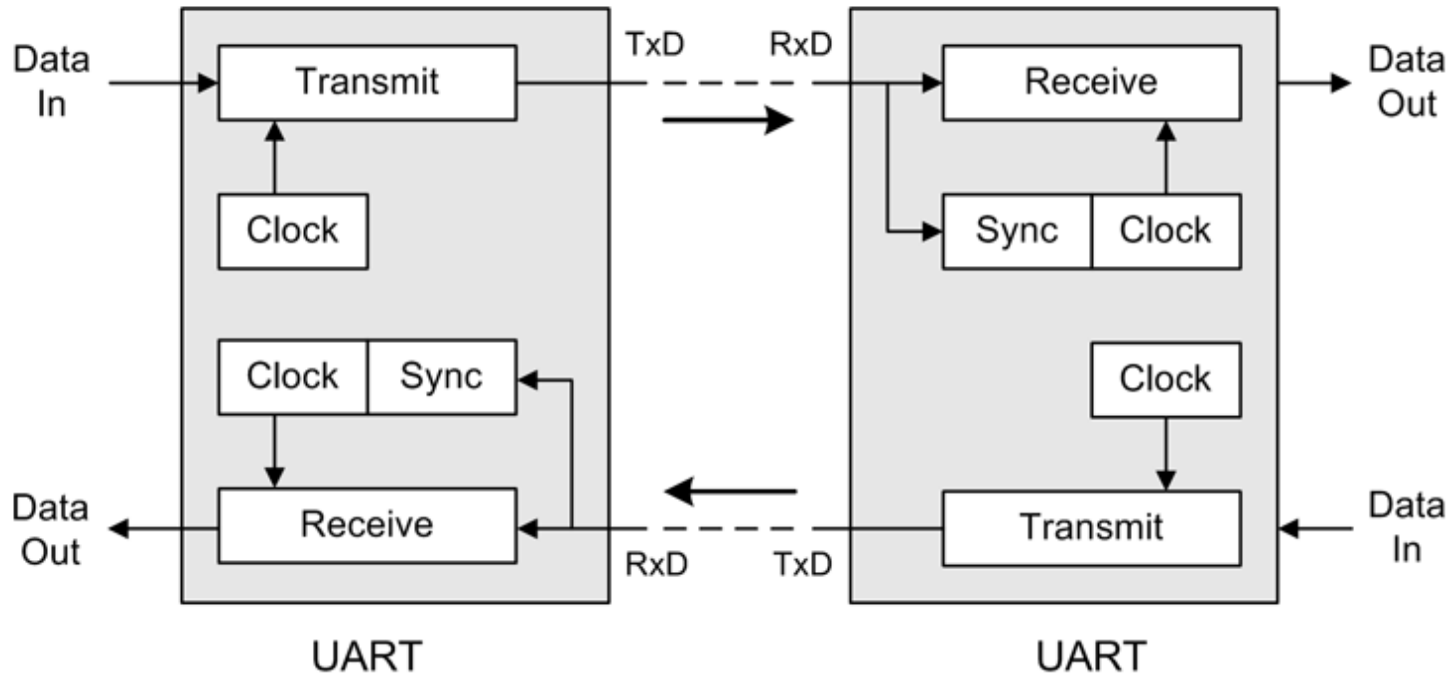 TxD RxD
Data In
Transmit
Receive
Data Out
Clock
Sync Clock
Clock Sync
Clock
Data Out
Receive
Transmit
Data In
RxD TxD
UART UART